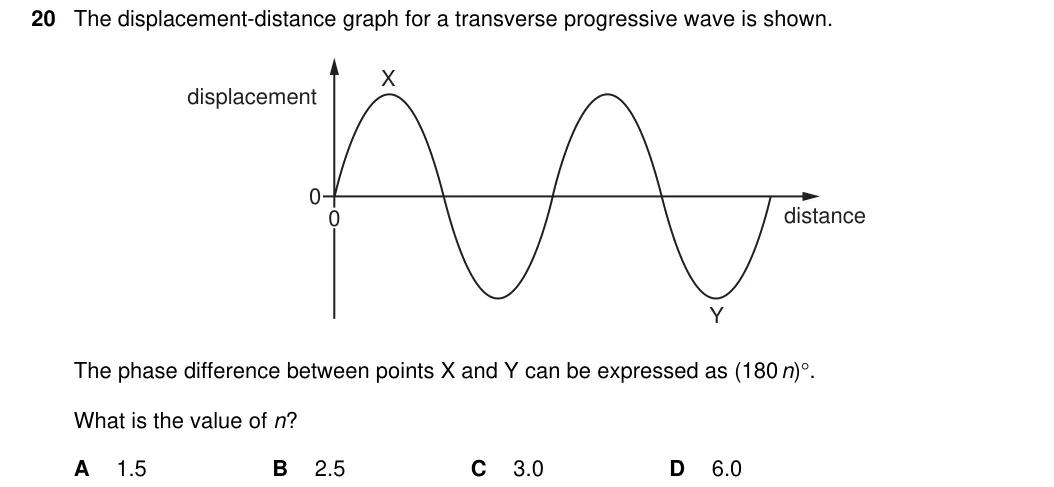 20 The displacement-distance graph for a transverse progressive wave is shown.
X
displacement
0
0
distance
Y
The phase difference between points X and Y can be expressed as (180 n)°.
What is the value of n?
A 1.5 B 2.5 C 3.0 D 6.0